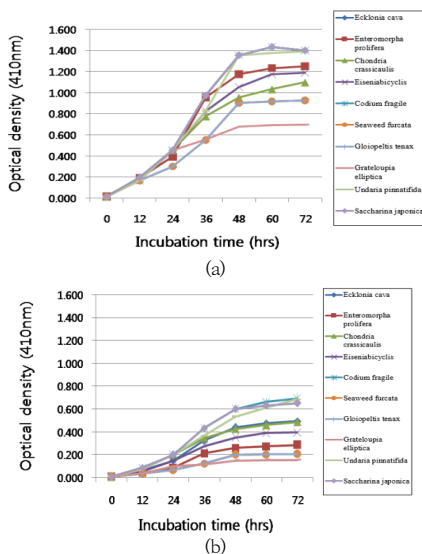 Optical density (410nm)
1.600
1.400
1.200
1.000
0.800
0.600
0.400
0.200
0.000
0 12 24 36 48 60 72
Incubation time (hrs)
Ecklonia cava
Enteromorpha
prolifera
Chondria
crassicaulis
Eiseniabicyclis
Codium fragile
Seaweed furcata
Gloiopeltis tenax
Grateloupia
elliptica
Undaria pinnatifida
Saccharina japonica
(a)
Optical density (410nm)
1.600
1.400
1.200
1.000
0.800
0.600
0.400
0.200
0.000
0 12 24 36 48 60 72
Incubation time (hrs)
Ecklonia cava
Enteromorpha
prolifera
Chondria
crassicaulis
Eiseniabicyclis
Codium fragile
Seaweed furcata
Gloiopeltis tenax
Grateloupia
elliptica
Undaria pinnatifida
Saccharina japonica
(b)